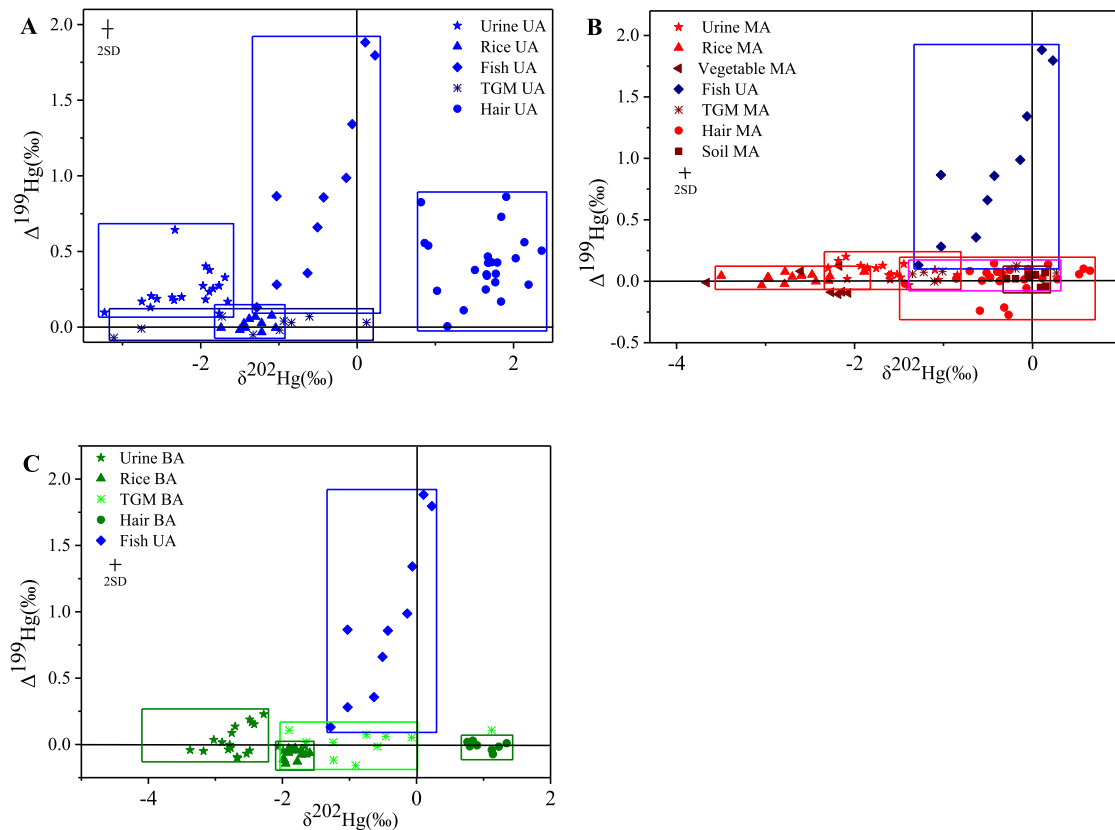 A
2SD
Urine UA
Rice UA
Fish UA
TGM UA
Hair UA
2.0
1.5
1.0
0.5
0.0
-2
0
2
Δ199Hg(‰)
δ202Hg(‰)
B
Urine MA
Rice MA
Vegetable MA
Fish UA
TGM MA
Hair MA
Soil MA
2SD
2.0
1.5
1.0
0.5
0.0
-0.5
-4
-2
0
Δ199Hg(‰)
δ202Hg(‰)
C
Urine BA
Rice BA
TGM BA
Hair BA
Fish UA
2SD
2.0
1.5
1.0
0.5
0.0
-4
-2
0
2
Δ199Hg(‰)
δ202Hg(‰)